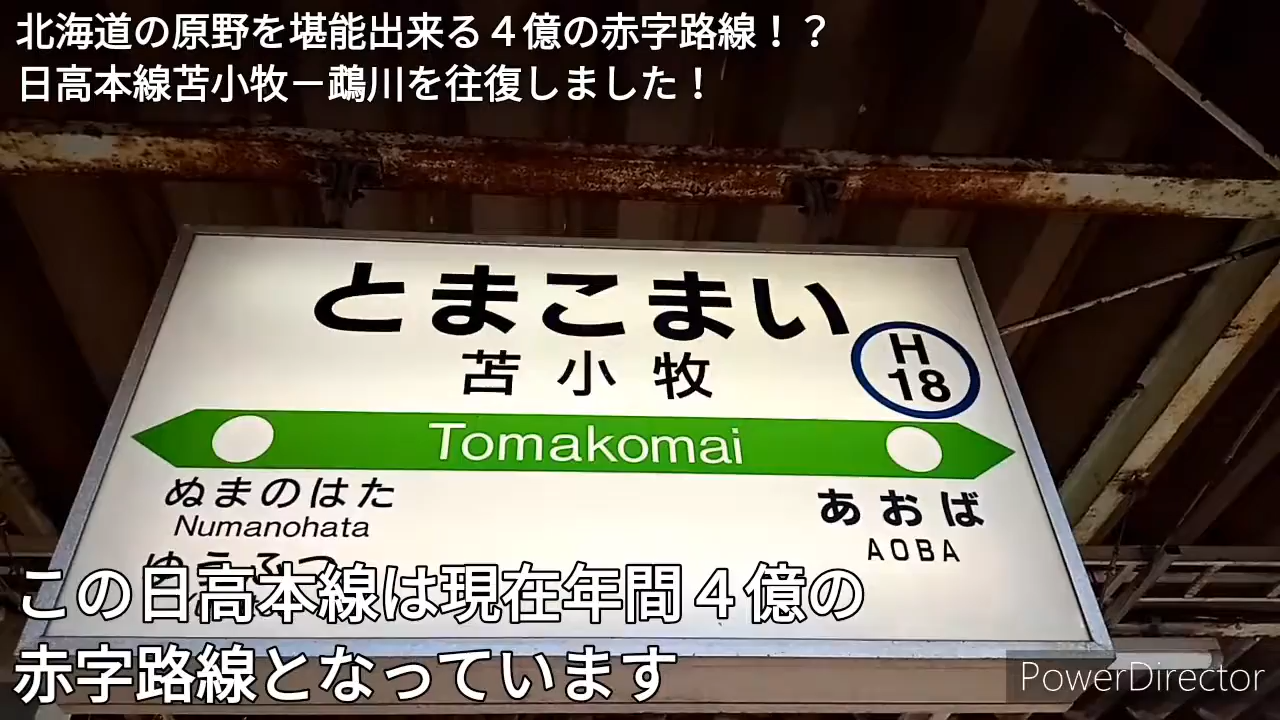 北海道の原野を堪能出来る４億の赤字路線！？
日高本線苫小牧－鵡川を往復しました！
とまこまい
苫小牧
H
18
Tomakomai
ぬまのはた
Numanohata
あおば
AOBA
ゆうふつ
この日高本線は現在年間４億の
赤字路線となっています
PowerDirector